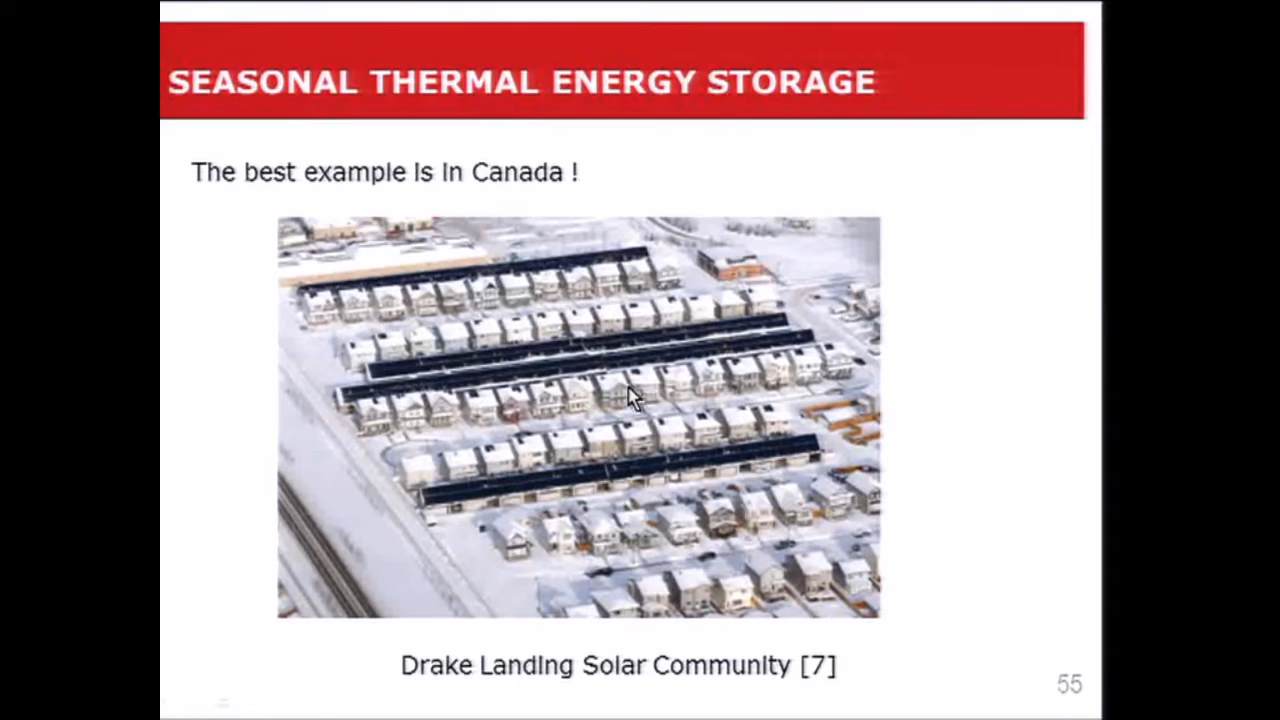 SEASONAL THERMAL ENERGY STORAGE
The best example is in Canada !
Drake Landing Solar Community [7]
55